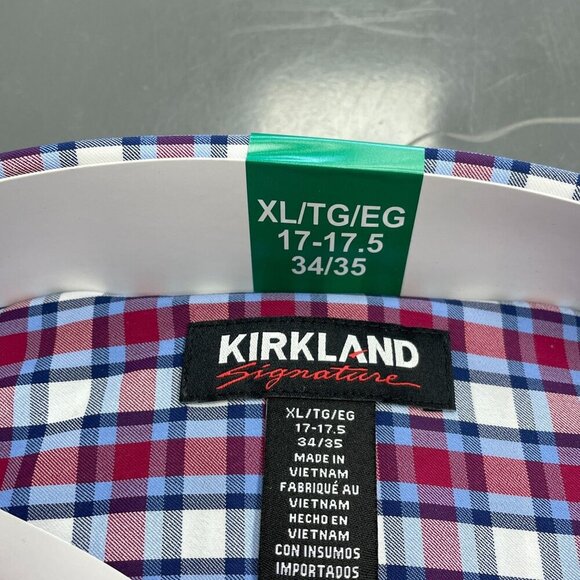 XL/TG/EG
17-17.5
34/35
KIRKLAND
Signature
XL/TG/EG
17-17.5
34/35
MADE IN
VIETNAM
FABRIQUÉ AU
VIETNAM
HECHO EN
VIETNAM
CON INSUMOS
IMPORTADOS